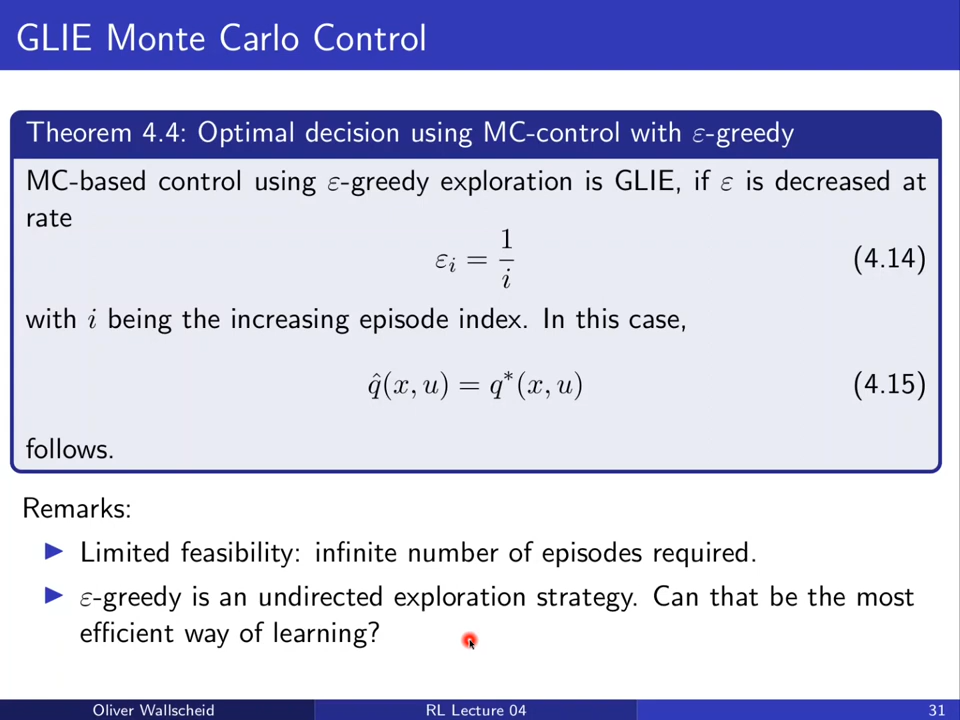 GLIE Monte Carlo Control
Theorem 4.4: Optimal decision using MC-control with ε-greedy
MC-based control using ε-greedy exploration is GLIE, if ε is decreased at
rate
εᵢ = 1/i (4.14)
with i being the increasing episode index. In this case,
q̂(x, u) = q*(x, u) (4.15)
follows.
Remarks:
▶ Limited feasibility: infinite number of episodes required.
▶ ε-greedy is an undirected exploration strategy. Can that be the most
efficient way of learning?
Oliver Wallscheid RL Lecture 04 31